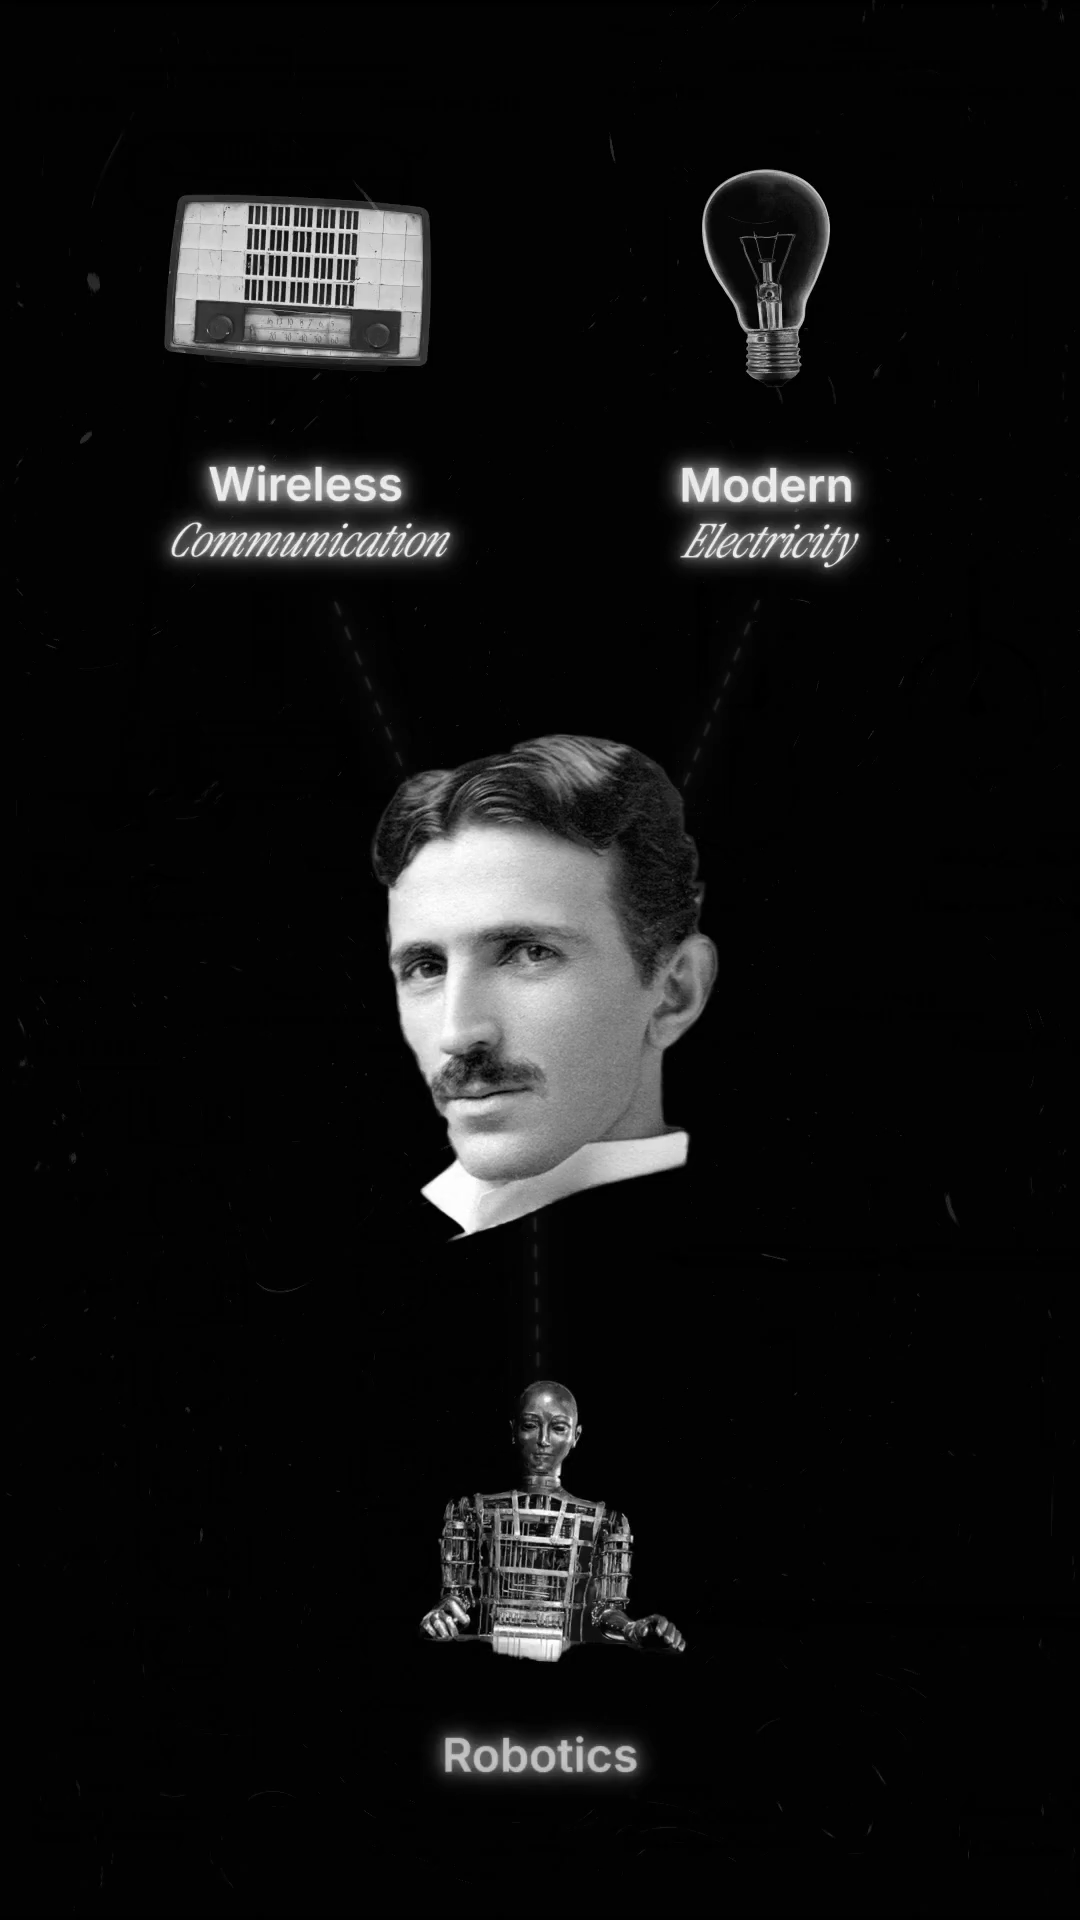 Wireless
Communication
Modern
Electricity
Robotics